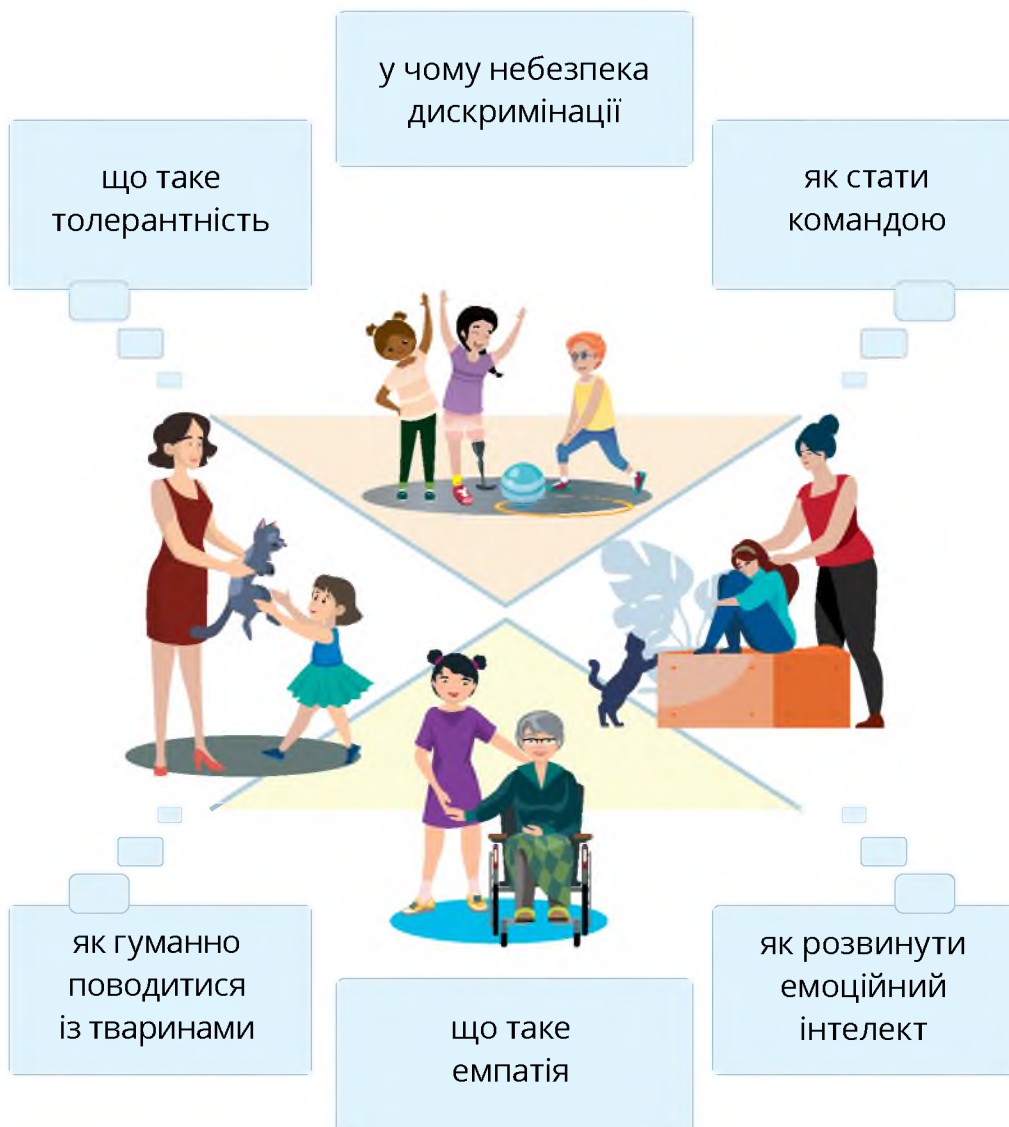 у чому небезпека
дискримінації
що таке
толерантність
як стати
командою
як гуманно
поводитися
із тваринами
що таке
емпатія
як розвинути
емоційний
інтелект